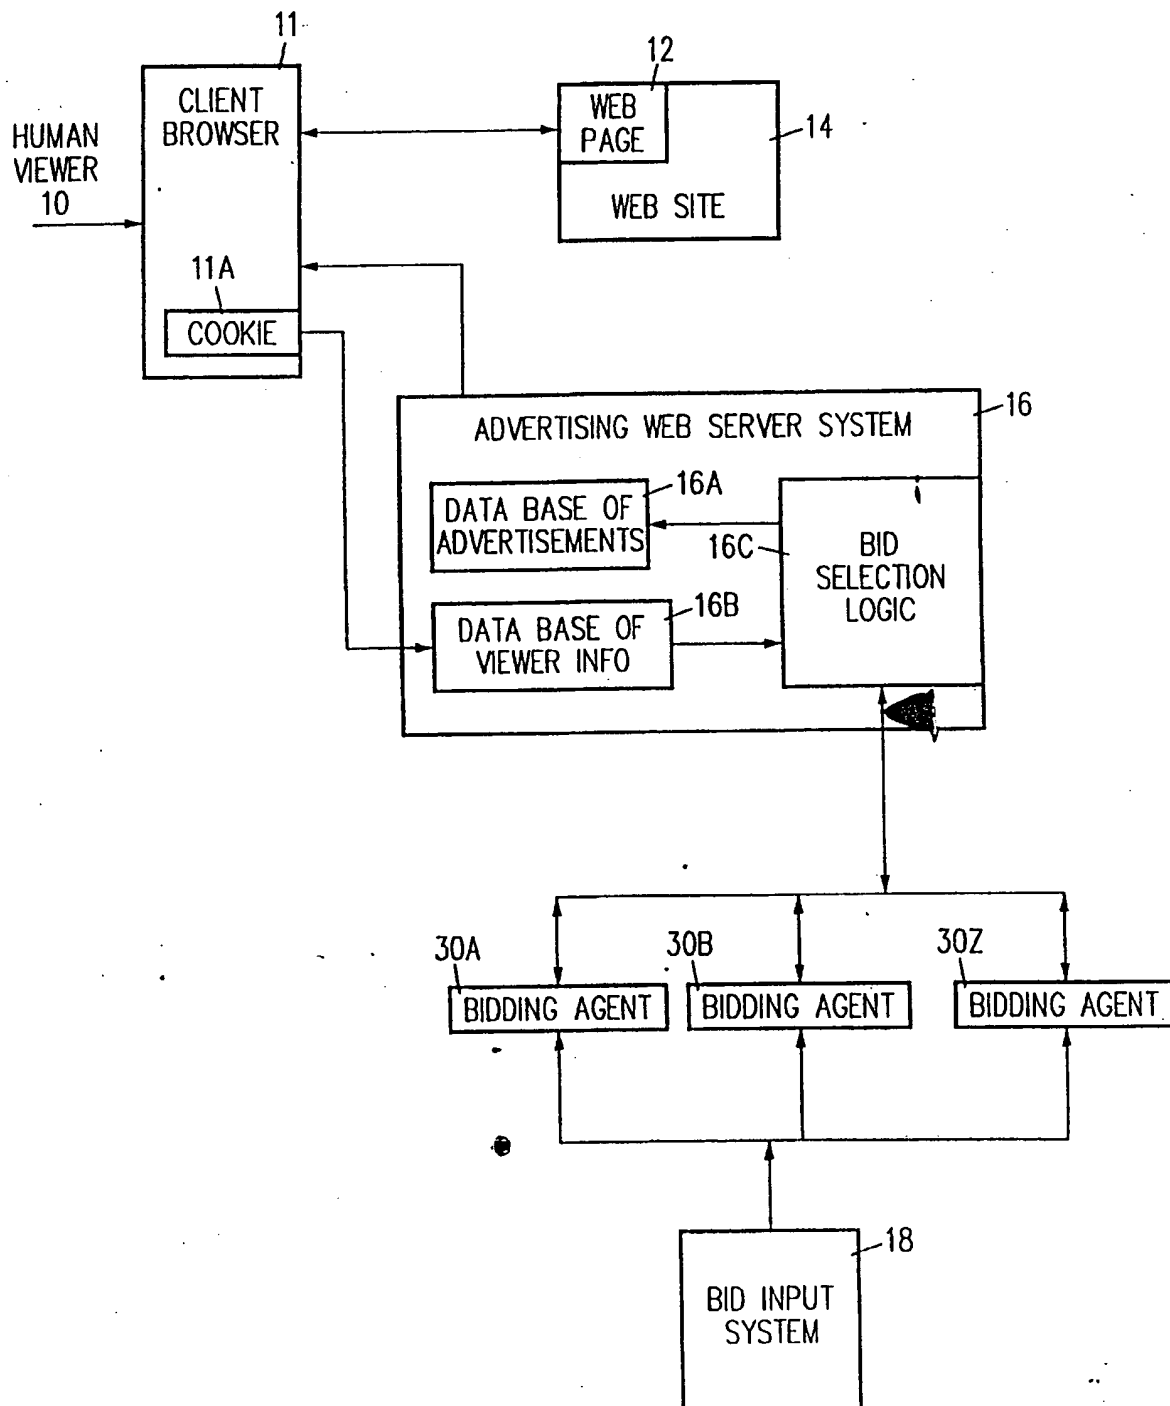 11
CLIENT
BROWSER
HUMAN
VIEWER
10
11A
COOKIE
12
WEB
PAGE
14
WEB SITE
16
ADVERTISING WEB SERVER SYSTEM
16A
DATA BASE OF
ADVERTISEMENTS
16C
BID
SELECTION
LOGIC
16B
DATA BASE OF
VIEWER INFO
30A
BIDDING AGENT
30B
BIDDING AGENT
30Z
BIDDING AGENT
18
BID INPUT
SYSTEM